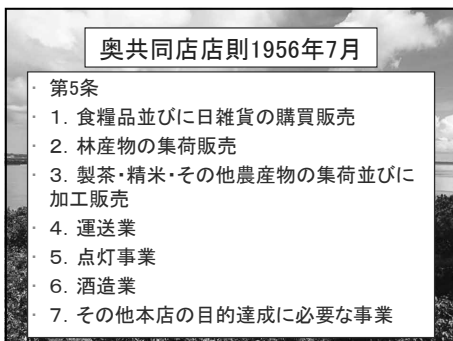 奥共同店店則1956年7月
・ 第5条
・ 1．食糧品並びに日雑貨の購買販売
・ 2．林産物の集荷販売
・ 3．製茶・精米・その他農産物の集荷並びに
加工販売
・ 4．運送業
・ 5．点灯事業
・ 6．酒造業
・ 7．その他本店の目的達成に必要な事業